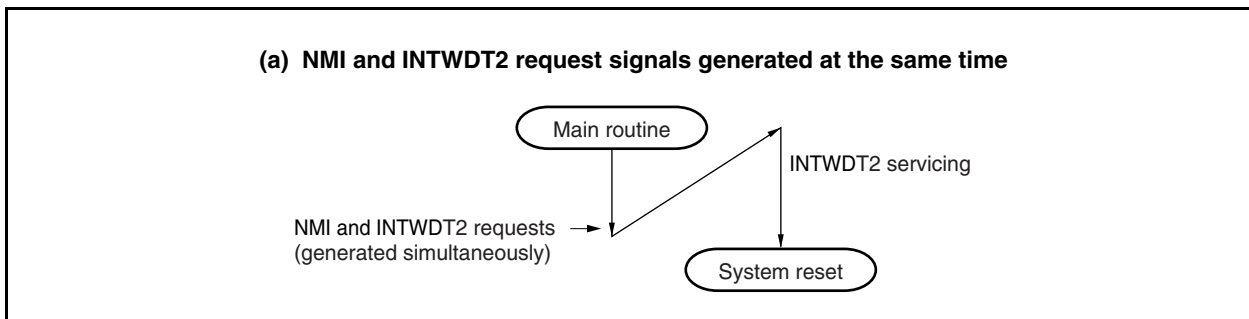 (a) NMI and INTWDT2 request signals generated at the same time
Main routine
INTWDT2 servicing
NMI and INTWDT2 requests
(generated simultaneously)
System reset